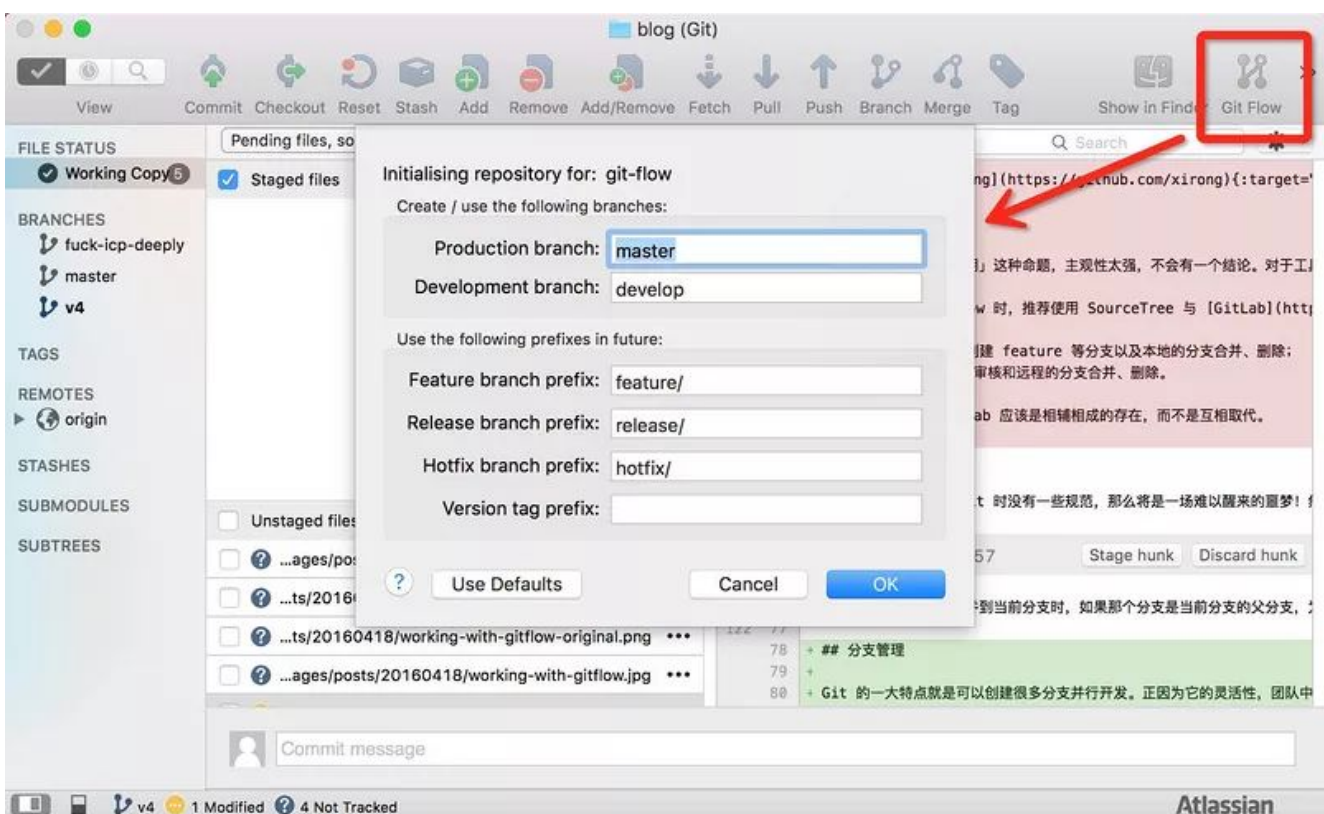 blog (Git)
View
Commit
Checkout
Reset
Stash
Add
Remove
Add/Remove
Fetch
Pull
Push
Branch
Merge
Tag
Show in Finder
Git Flow
FILE STATUS
Working Copy 5
BRANCHES
fuck-icp-deeply
master
v4
TAGS
REMOTES
origin
STASHES
SUBMODULES
SUBTREES
Pending files, so
Search
Staged files
Unstaged files
...ages/pos
...ts/2016
...ts/20160418/working-with-gitflow-original.png •••
...ages/posts/20160418/working-with-gitflow.jpg •••
Initialising repository for: git-flow
Create / use the following branches:
Production branch: master
Development branch: develop
Use the following prefixes in future:
Feature branch prefix: feature/
Release branch prefix: release/
Hotfix branch prefix: hotfix/
Version tag prefix:
?
Use Defaults
Cancel
OK
ng](https://github.com/xirong){:target="
」这种命题，主观性太强，不会有一个结论。对于工
w 时，推荐使用 SourceTree 与 [GitLab](htt
建 feature 等分支以及本地的分支合并、删除；
审核和远程的分支合并、删除。
ab 应该是相辅相成的存在，而不是互相取代。
t 时没有一些规范，那么将是一场难以醒来的噩梦！
57
Stage hunk
Discard hunk
到当前分支时，如果那个分支是当前分支的父分支，
122 77
78 + ## 分支管理
79 +
80 + Git 的一大特点就是可以创建很多分支并行开发。正因为它的灵活性，团队中
Commit message
v4
1 Modified
4 Not Tracked
Atlassian